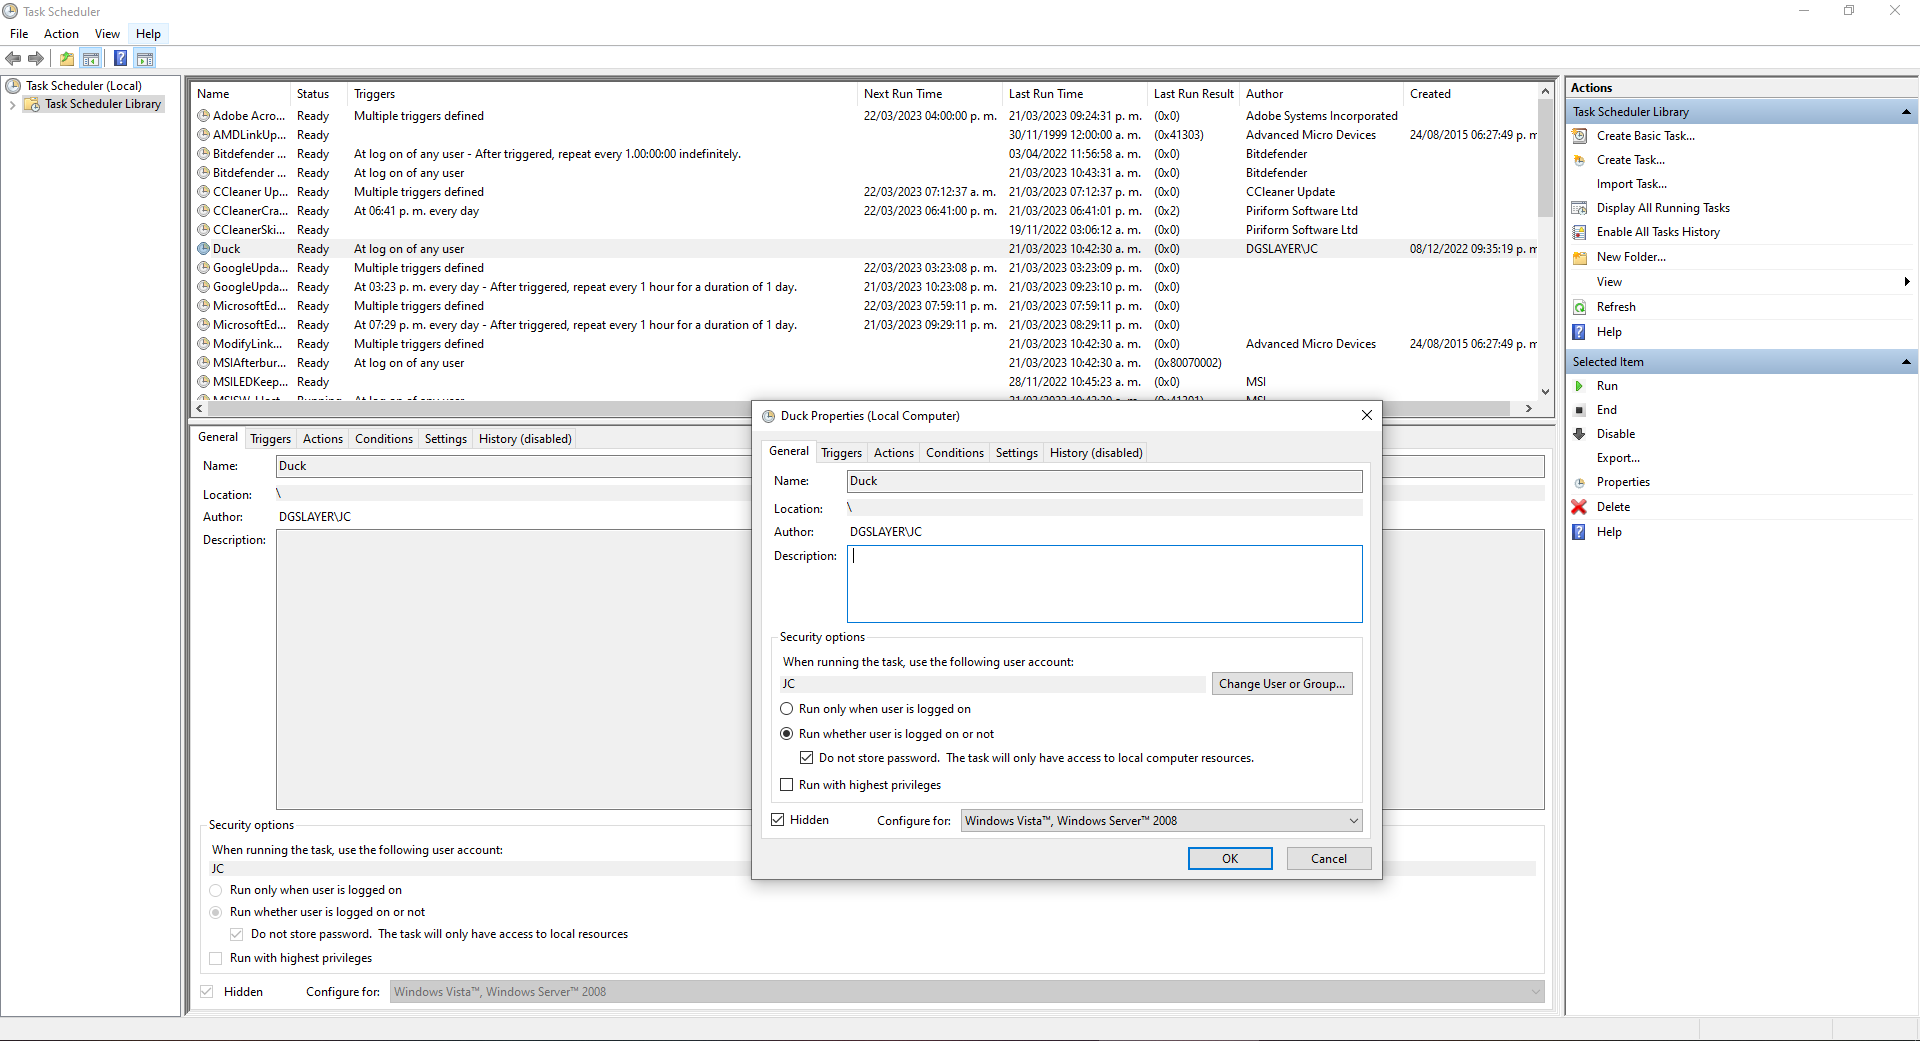 Task Scheduler
File Action View Help
Task Scheduler (Local)
Task Scheduler Library
Name Status Triggers Next Run Time Last Run Time Last Run Result Author Created
Adobe Acro... Ready Multiple triggers defined 22/03/2023 04:00:00 p. m. 21/03/2023 09:24:31 p. m. (0x0) Adobe Systems Incorporated
AMDLinkUp... Ready 30/11/1999 12:00:00 a. m. (0x41303) Advanced Micro Devices 24/08/2015 06:27:49 p. m
Bitdefender ... Ready At log on of any user - After triggered, repeat every 1.00:00:00 indefinitely. 03/04/2022 11:56:58 a. m. (0x0) Bitdefender
Bitdefender ... Ready At log on of any user 21/03/2023 10:43:31 a. m. (0x0) Bitdefender
CCleaner Up... Ready Multiple triggers defined 22/03/2023 07:12:37 a. m. 21/03/2023 07:12:37 p. m. (0x0) CCleaner Update
CCleanerCra... Ready At 06:41 p. m. every day 22/03/2023 06:41:00 p. m. 21/03/2023 06:41:01 p. m. (0x2) Piriform Software Ltd
CCleanerSki... Ready 19/11/2022 03:06:12 a. m. (0x0) Piriform Software Ltd
Duck Ready At log on of any user 21/03/2023 10:42:30 a. m. (0x0) DGSLAYER\JC 08/12/2022 09:35:19 p. m
GoogleUpda... Ready Multiple triggers defined 22/03/2023 03:23:08 p. m. 21/03/2023 03:23:09 p. m. (0x0)
GoogleUpda... Ready At 03:23 p. m. every day - After triggered, repeat every 1 hour for a duration of 1 day. 21/03/2023 10:23:08 p. m. 21/03/2023 09:23:10 p. m. (0x0)
MicrosoftEd... Ready Multiple triggers defined 22/03/2023 07:59:11 p. m. 21/03/2023 07:59:11 p. m. (0x0)
MicrosoftEd... Ready At 07:29 p. m. every day - After triggered, repeat every 1 hour for a duration of 1 day. 21/03/2023 09:29:11 p. m. 21/03/2023 08:29:11 p. m. (0x0)
ModifyLink... Ready Multiple triggers defined 21/03/2023 10:42:30 a. m. (0x0) Advanced Micro Devices 24/08/2015 06:27:49 p. m
MSIAfterbur... Ready At log on of any user 21/03/2023 10:42:30 a. m. (0x80070002)
MSILEDKeep... Ready 28/11/2022 10:45:23 a. m. (0x0) MSI
General Triggers Actions Conditions Settings History (disabled)
Name: Duck
Location: \
Author: DGSLAYER\JC
Description:
Security options
When running the task, use the following user account:
JC
Run only when user is logged on
Run whether user is logged on or not
Do not store password. The task will only have access to local resources
Run with highest privileges
Hidden Configure for: Windows Vista™, Windows Server™ 2008
Duck Properties (Local Computer)
General Triggers Actions Conditions Settings History (disabled)
Name: Duck
Location: \
Author: DGSLAYER\JC
Description:
Security options
When running the task, use the following user account:
JC Change User or Group...
Run only when user is logged on
Run whether user is logged on or not
Do not store password. The task will only have access to local computer resources.
Run with highest privileges
Hidden Configure for: Windows Vista™, Windows Server™ 2008
OK Cancel
Actions
Task Scheduler Library
Create Basic Task...
Create Task...
Import Task...
Display All Running Tasks
Enable All Tasks History
New Folder...
View
Refresh
Help
Selected Item
Run
End
Disable
Export...
Properties
Delete
Help